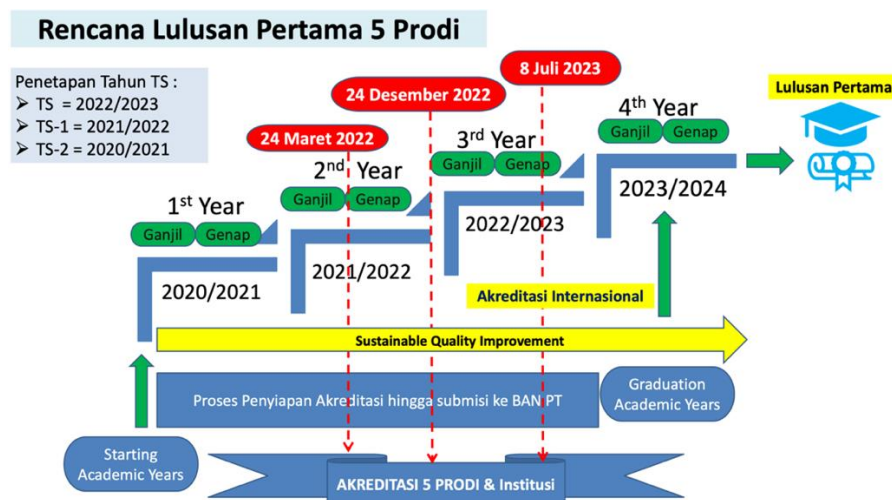 Rencana Lulusan Pertama 5 Prodi
Penetapan Tahun TS :
➢ TS = 2022/2023
➢ TS-1 = 2021/2022
➢ TS-2 = 2020/2021
8 Juli 2023
24 Desember 2022
24 Maret 2022
Lulusan Pertama
4th Year
Ganjil Genap
2023/2024
3rd Year
Ganjil Genap
2022/2023
2nd Year
Ganjil Genap
2021/2022
1st Year
Ganjil Genap
2020/2021
Akreditasi Internasional
Sustainable Quality Improvement
Proses Penyiapan Akreditasi hingga submisi ke BAN PT
Graduation
Academic Years
Starting
Academic Years
AKREDITASI 5 PRODI & Institusi